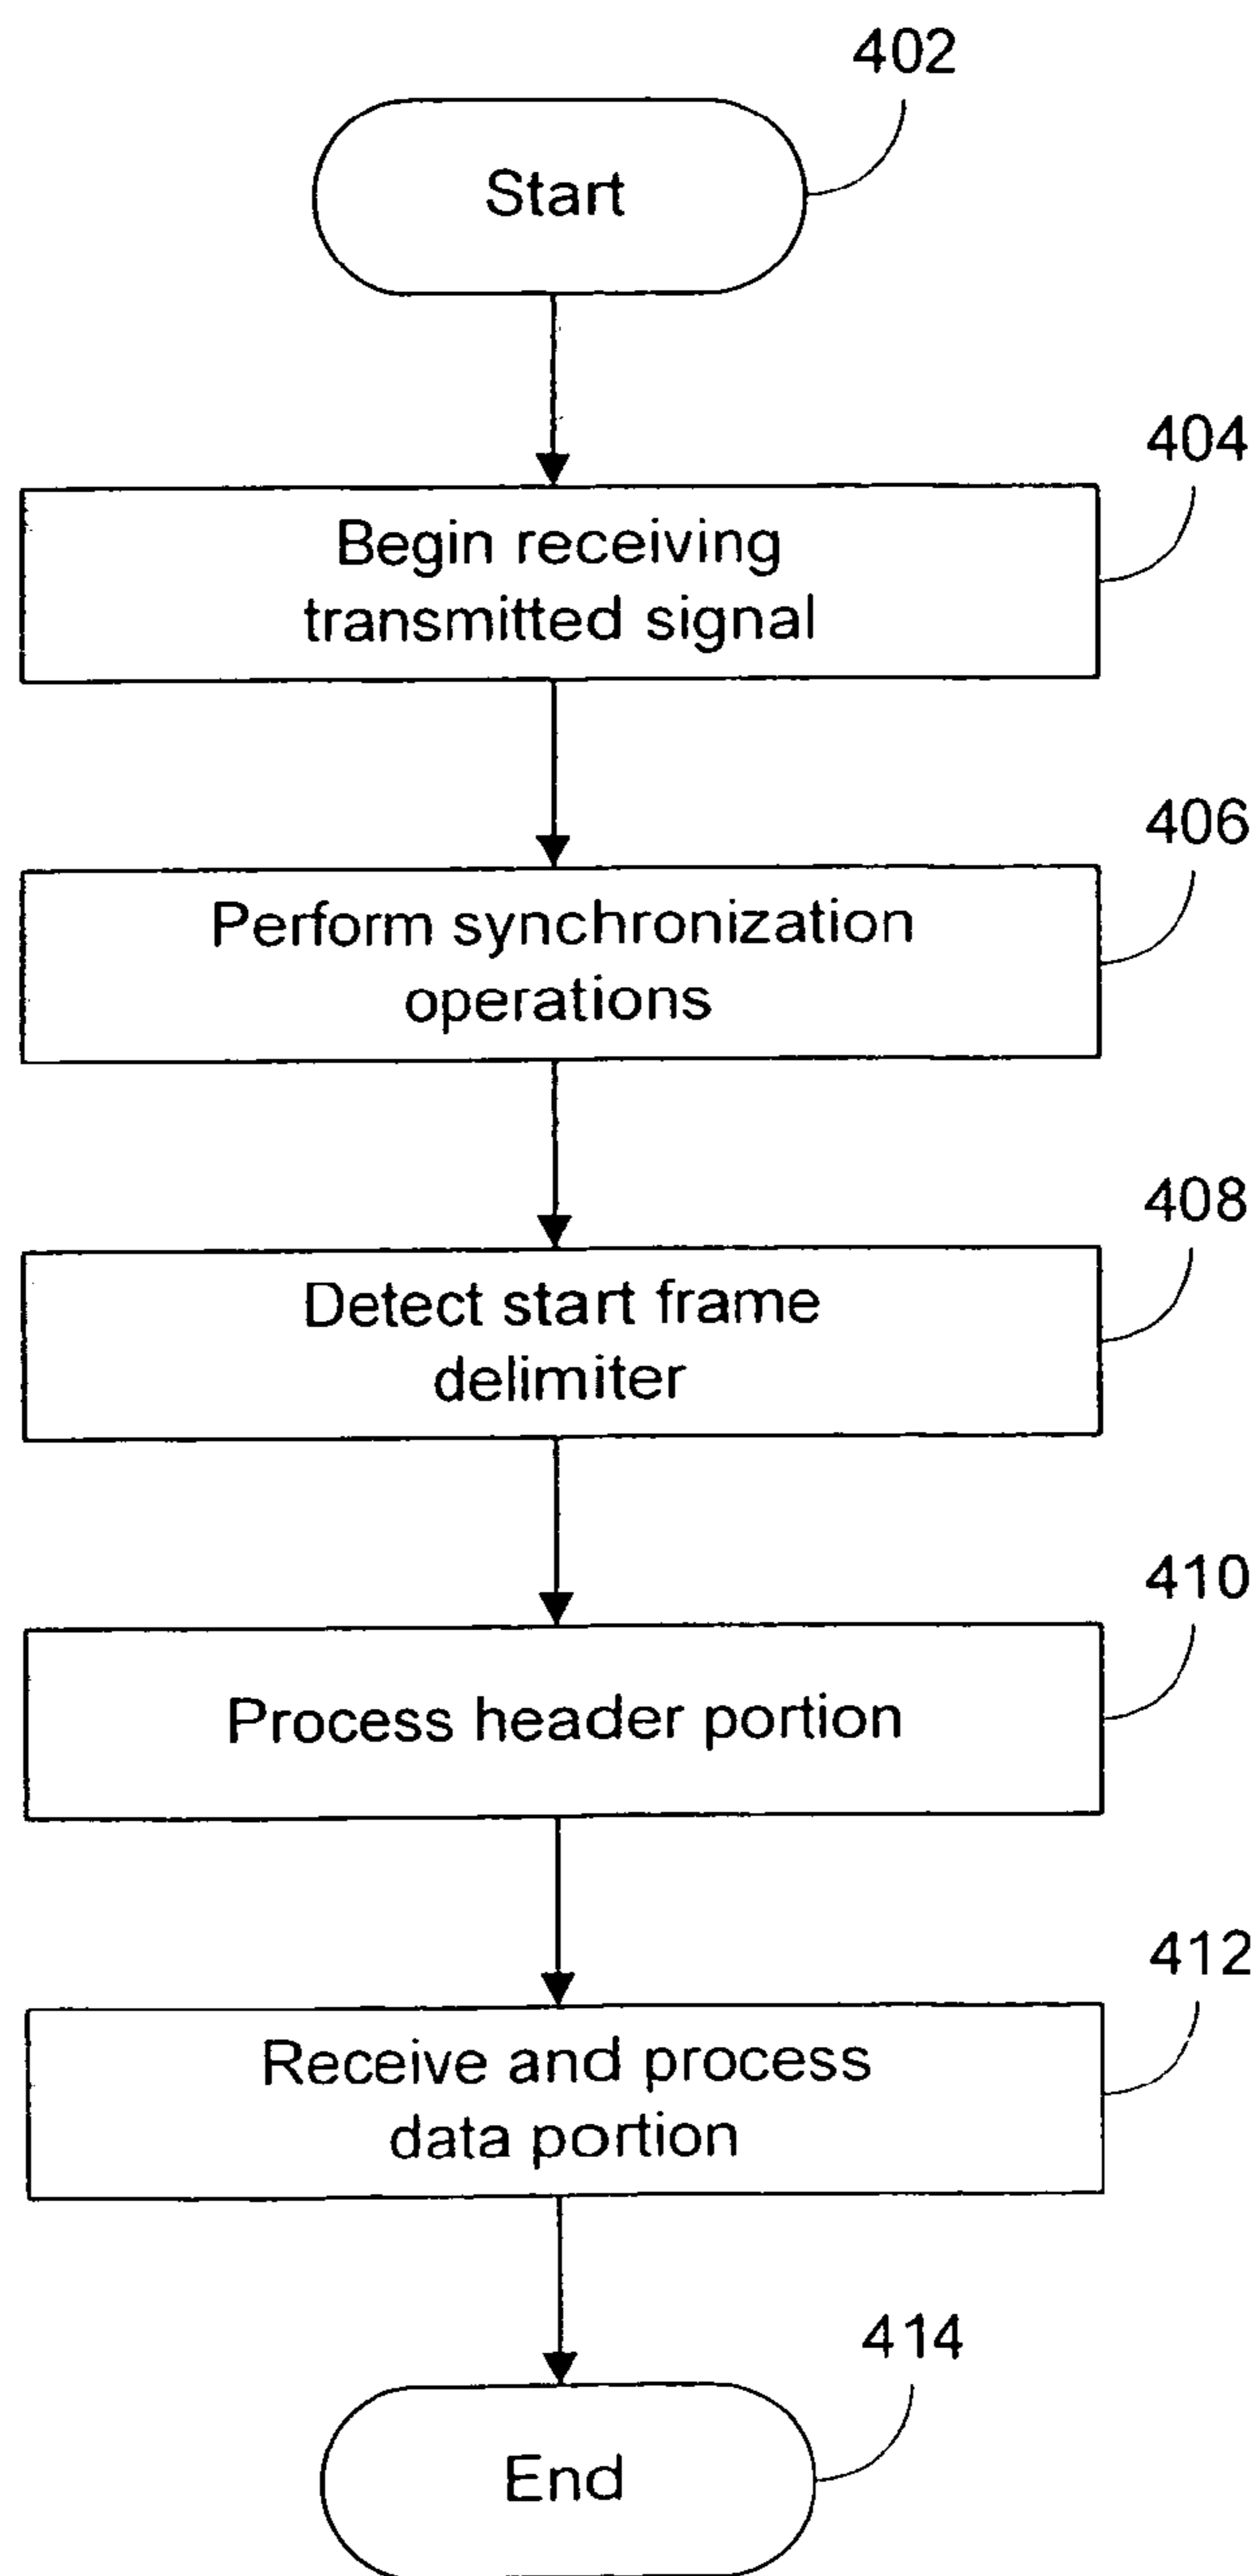 402
Start
404
Begin receiving
transmitted signal
406
Perform synchronization
operations
408
Detect start frame
delimiter
410
Process header portion
412
Receive and process
data portion
414
End